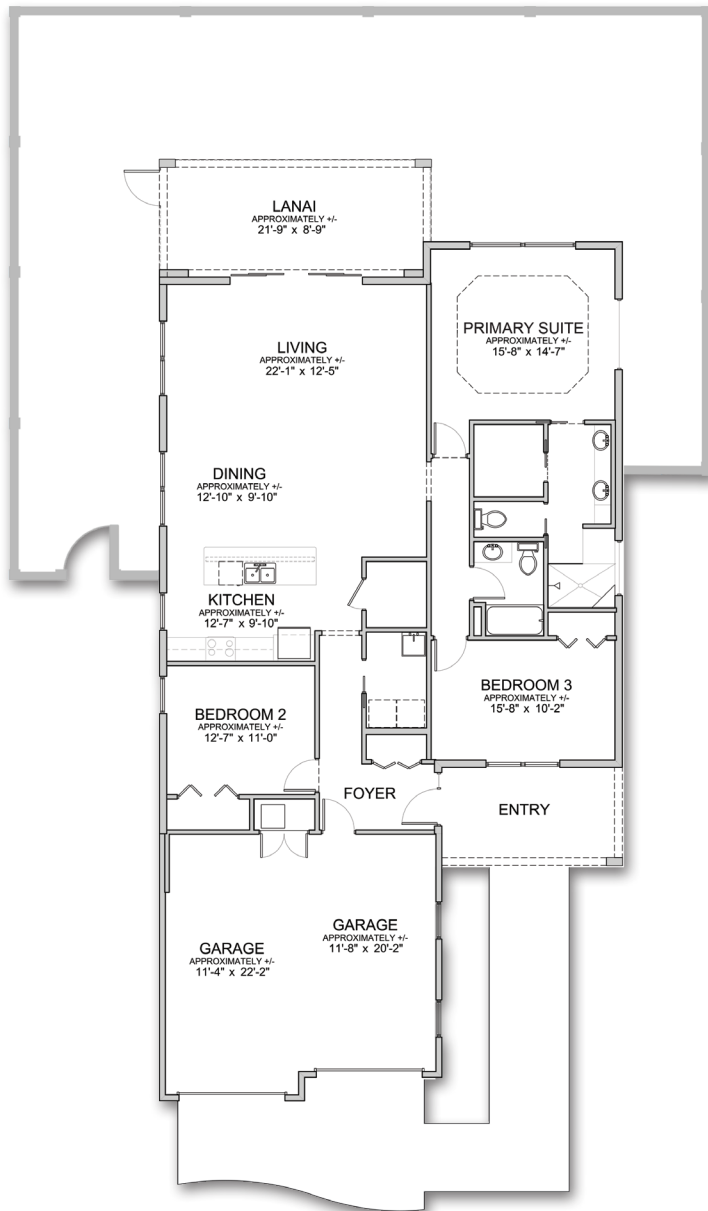 LANAI
APPROXIMATELY +/-
21'-9" x 8'-9"
PRIMARY SUITE
APPROXIMATELY +/-
15'-8" x 14'-7"
LIVING
APPROXIMATELY +/-
22'-1" x 12'-5"
DINING
APPROXIMATELY +/-
12'-10" x 9'-10"
KITCHEN
APPROXIMATELY +/-
12'-7" x 9'-10"
BEDROOM 3
APPROXIMATELY +/-
15'-8" x 10'-2"
BEDROOM 2
APPROXIMATELY +/-
12'-7" x 11'-0"
FOYER
ENTRY
GARAGE
APPROXIMATELY +/-
11'-8" x 20'-2"
GARAGE
APPROXIMATELY +/-
11'-4" x 22'-2"